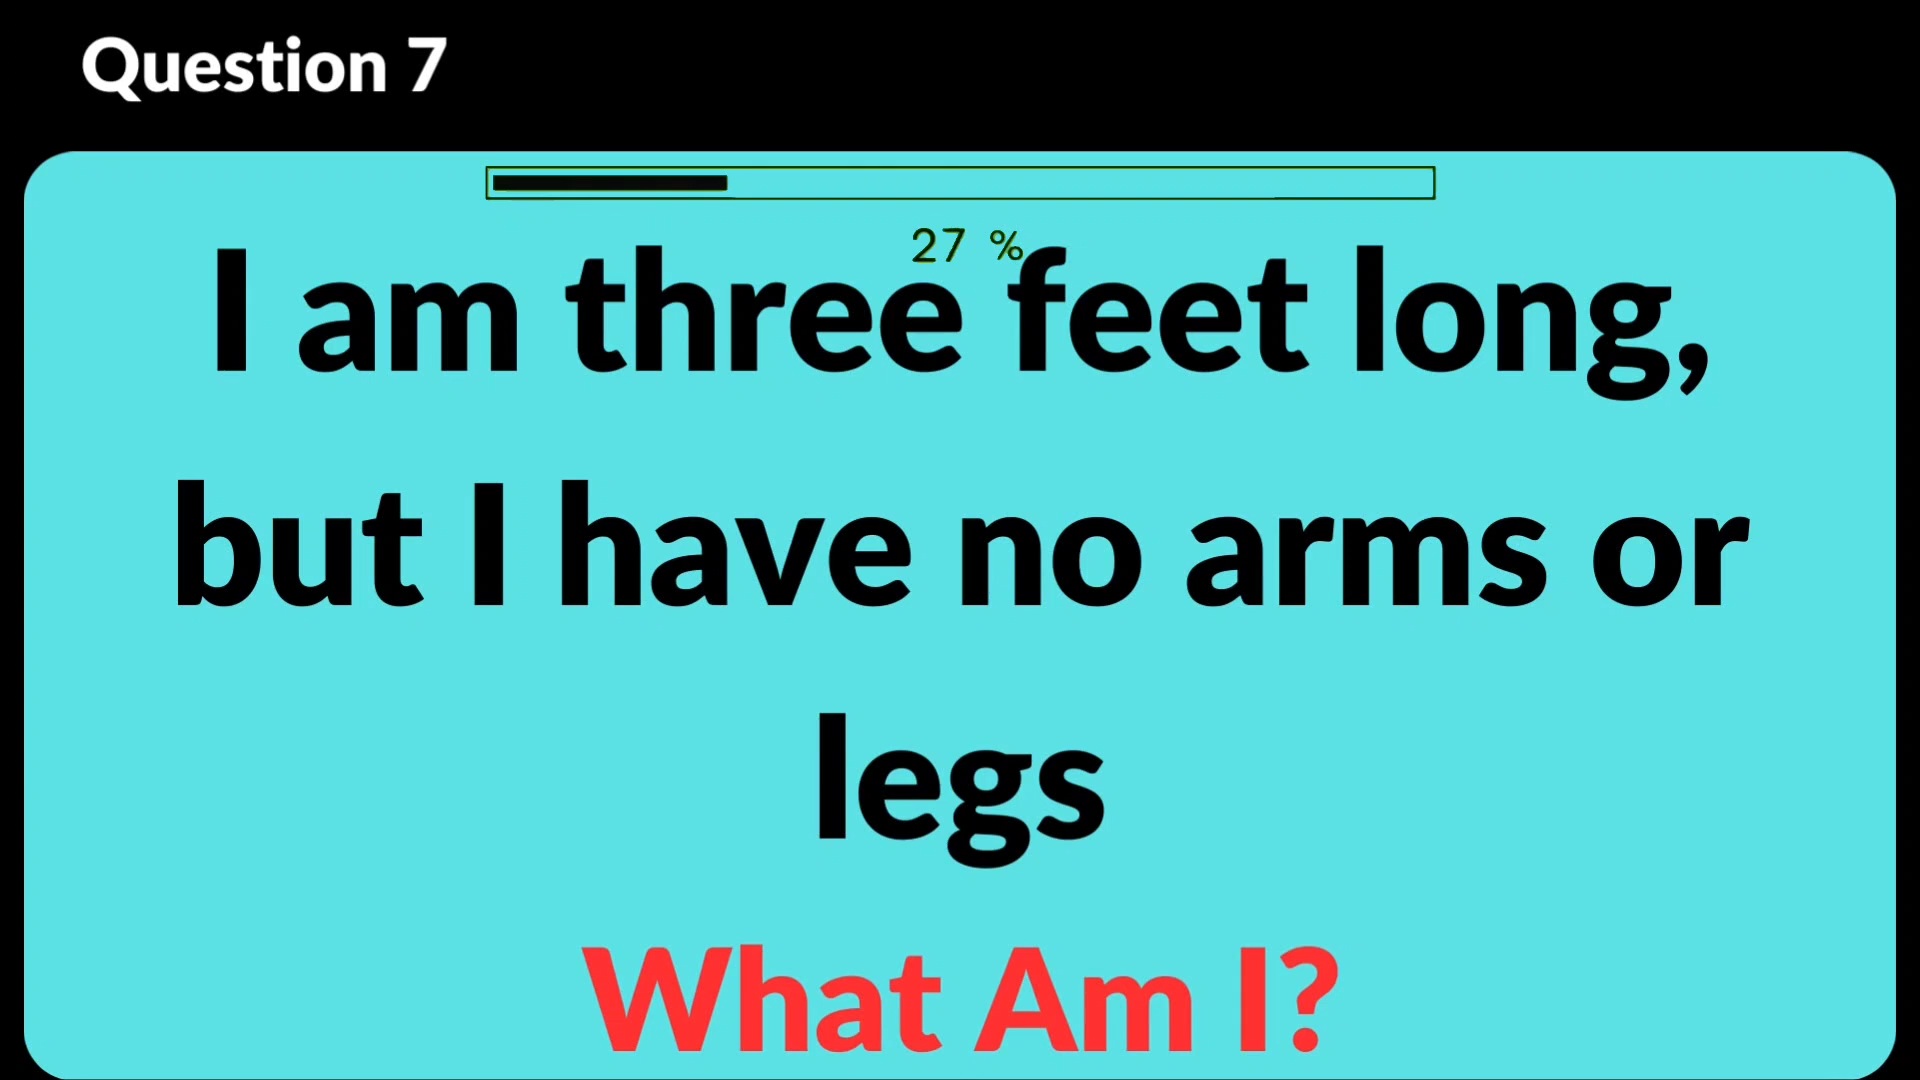 Question 7
27 %
I am three feet long,
but I have no arms or
legs
What Am I?